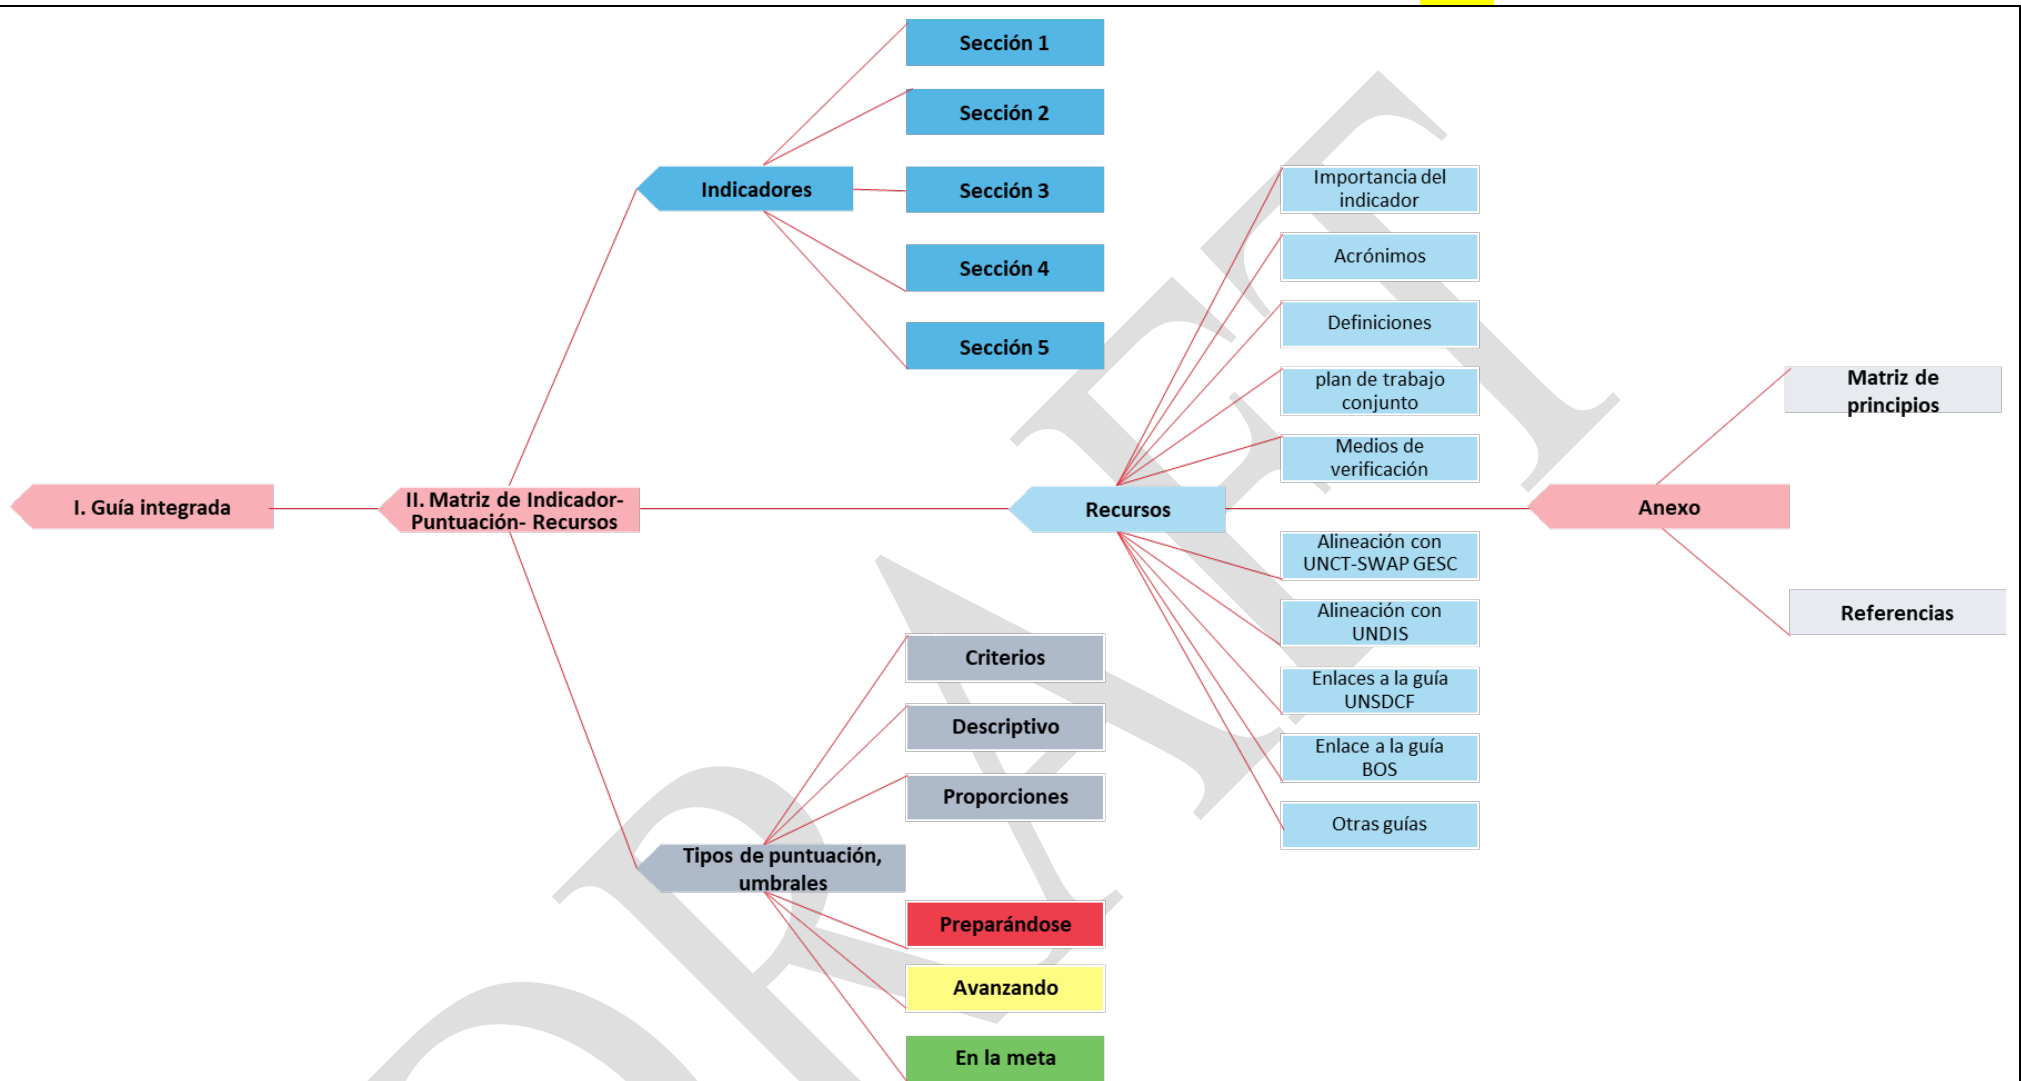 Sección 1
Sección 2
Indicadores
Sección 3
Sección 4
Sección 5
Importancia del
indicador
Acrónimos
Definiciones
plan de trabajo
conjunto
Medios de
verificación
Matriz de
principios
I. Guía integrada
II. Matriz de Indicador-
Puntuación- Recursos
Recursos
Anexo
Alineación con
UNCT-SWAP GESC
Alineación con
UNDIS
Enlaces a la guía
UNSDCF
Enlace a la guía
BOS
Otras guías
Referencias
Criterios
Descriptivo
Proporciones
Tipos de puntuación,
umbrales
Preparándose
Avanzando
En la meta
DRAFT